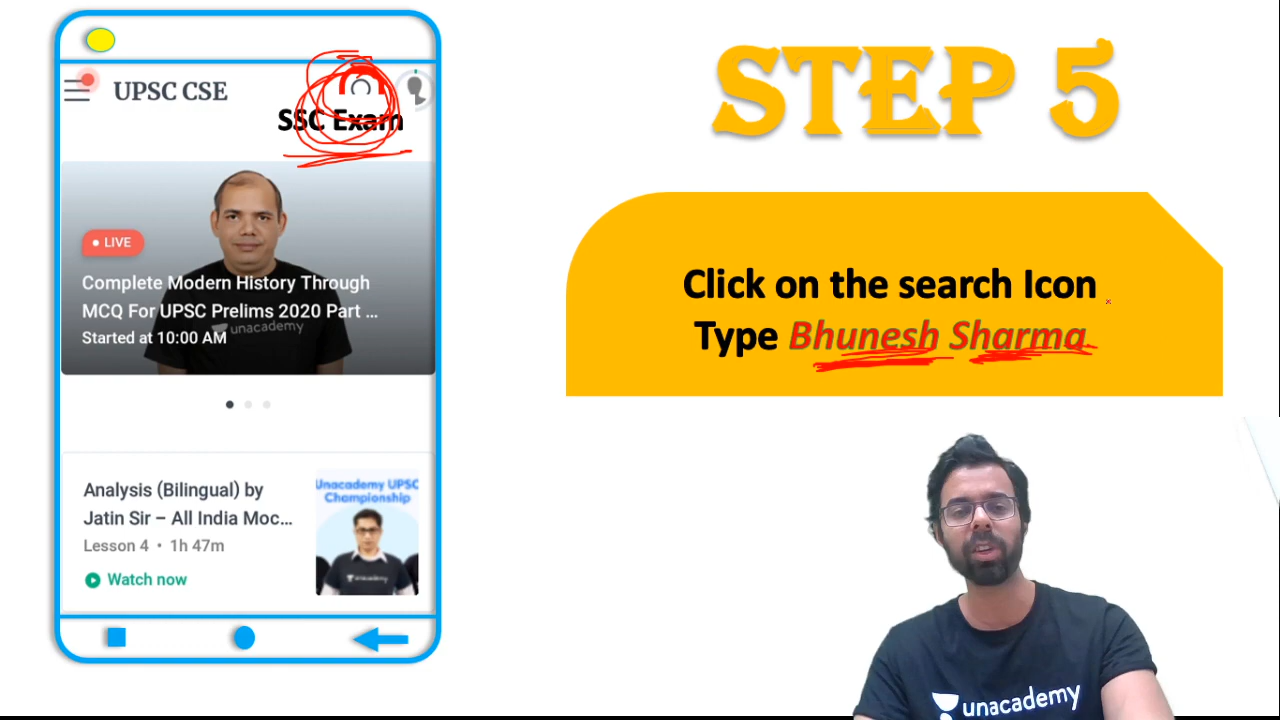 UPSC CSE
SSC Exam
LIVE
Complete Modern History Through
MCQ For UPSC Prelims 2020 Part ...
Started at 10:00 AM
unacademy
Analysis (Bilingual) by
Jatin Sir – All India Moc...
Lesson 4 • 1h 47m
Watch now
Unacademy UPSC
Championship
unacademy
STEP 5
Click on the search Icon
Type Bhunesh Sharma
unacademy